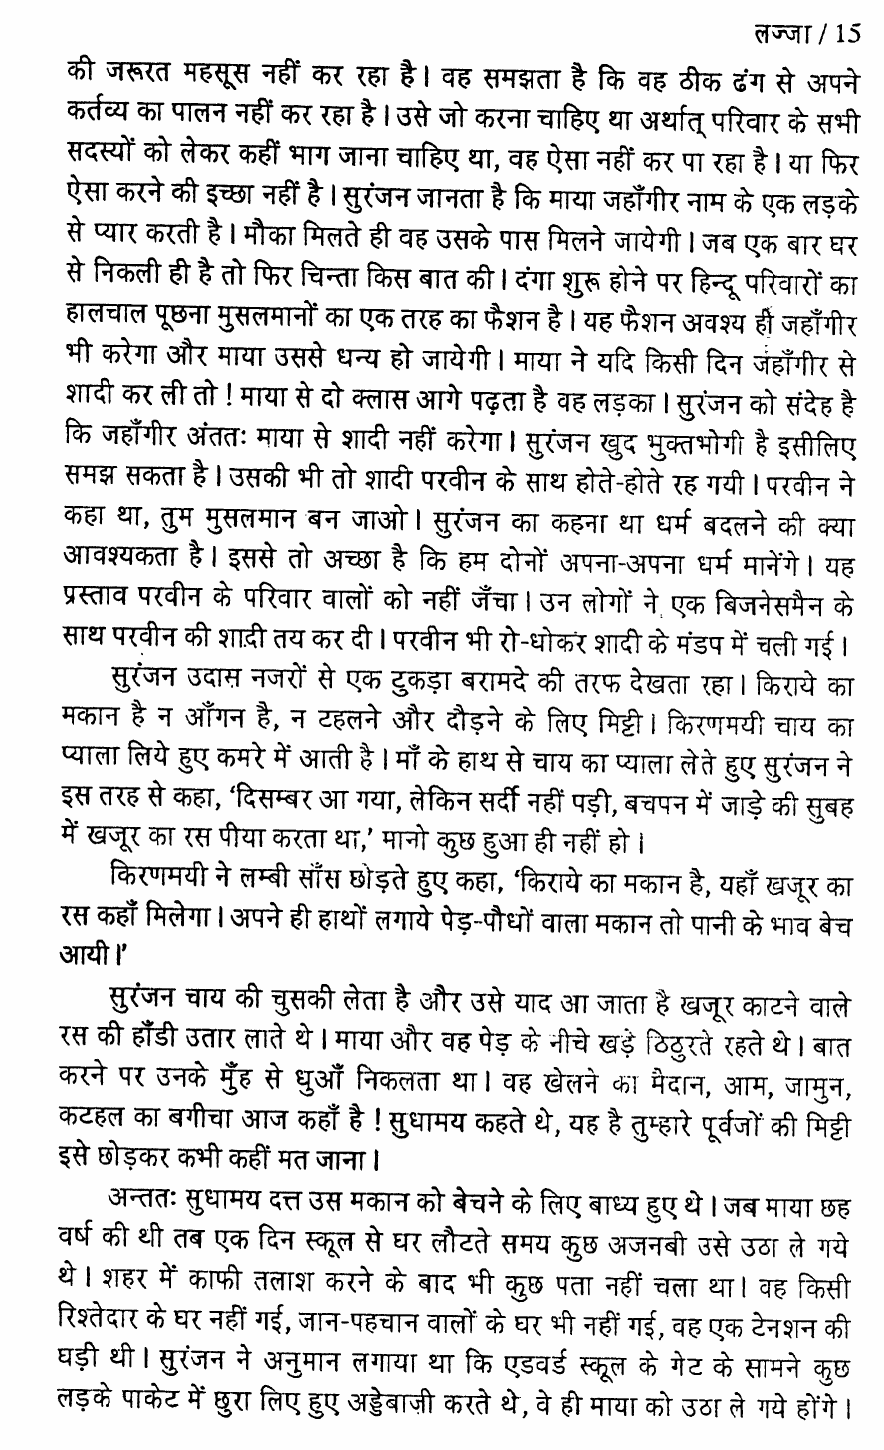 लज्जा / 15
की जरूरत महसूस नहीं कर रहा है। वह समझता है कि वह ठीक ढंग से अपने
कर्तव्य का पालन नहीं कर रहा है। उसे जो करना चाहिए था अर्थात् परिवार के सभी
सदस्यों को लेकर कहीं भाग जाना चाहिए था, वह ऐसा नहीं कर पा रहा है। या फिर
ऐसा करने की इच्छा नहीं है। सुरंजन जानता है कि माया जहाँगीर नाम के एक लड़के
से प्यार करती है। मौका मिलते ही वह उसके पास मिलने जायेगी। जब एक बार घर
से निकली ही है तो फिर चिन्ता किस बात की। दंगा शुरू होने पर हिन्दू परिवारों का
हालचाल पूछना मुसलमानों का एक तरह का फैशन है। यह फैशन अवश्य ही जहाँगीर
भी करेगा और माया उससे धन्य हो जायेगी। माया ने यदि किसी दिन जहाँगीर से
शादी कर ली तो ! माया से दो क्लास आगे पढ़ता है वह लड़का। सुरंजन को संदेह है
कि जहाँगीर अंततः माया से शादी नहीं करेगा। सुरंजन खुद भुक्तभोगी है इसीलिए
समझ सकता है। उसकी भी तो शादी परवीन के साथ होते-होते रह गयी। परवीन ने
कहा था, तुम मुसलमान बन जाओ। सुरंजन का कहना था धर्म बदलने की क्या
आवश्यकता है। इससे तो अच्छा है कि हम दोनों अपना-अपना धर्म मानेंगे। यह
प्रस्ताव परवीन के परिवार वालों को नहीं जँचा। उन लोगों ने एक बिजनेसमैन के
साथ परवीन की शादी तय कर दी। परवीन भी रो-धोकर शादी के मंडप में चली गई।
सुरंजन उदास नजरों से एक टुकड़ा बरामदे की तरफ देखता रहा। किराये का
मकान है न आँगन है, न टहलने और दौड़ने के लिए मिट्टी। किरणमयी चाय का
प्याला लिये हुए कमरे में आती है। माँ के हाथ से चाय का प्याला लेते हुए सुरंजन ने
इस तरह से कहा, ‘दिसम्बर आ गया, लेकिन सर्दी नहीं पड़ी, बचपन में जाड़े की सुबह
में खजूर का रस पीया करता था,’ मानो कुछ हुआ ही नहीं हो।
किरणमयी ने लम्बी साँस छोड़ते हुए कहा, ‘किराये का मकान है, यहाँ खजूर का
रस कहाँ मिलेगा। अपने ही हाथों लगाये पेड़-पौधों वाला मकान तो पानी के भाव बेच
आयी।’
सुरंजन चाय की चुसकी लेता है और उसे याद आ जाता है खजूर काटने वाले
रस की हाँडी उतार लाते थे। माया और वह पेड़ के नीचे खड़े ठिठुरते रहते थे। बात
करने पर उनके मुँह से धुआँ निकलता था। वह खेलने का मैदान, आम, जामुन,
कटहल का बगीचा आज कहाँ है ! सुधामय कहते थे, यह है तुम्हारे पूर्वजों की मिट्टी
इसे छोड़कर कभी कहीं मत जाना।
अन्ततः सुधामय दत्त उस मकान को बेचने के लिए बाध्य हुए थे। जब माया छह
वर्ष की थी तब एक दिन स्कूल से घर लौटते समय कुछ अजनबी उसे उठा ले गये
थे। शहर में काफी तलाश करने के बाद भी कुछ पता नहीं चला था। वह किसी
रिश्तेदार के घर नहीं गई, जान-पहचान वालों के घर भी नहीं गई, वह एक टेनशन की
घड़ी थी। सुरंजन ने अनुमान लगाया था कि एडवर्ड स्कूल के गेट के सामने कुछ
लड़के पाकेट में छुरा लिए हुए अड्डेबाज़ी करते थे, वे ही माया को उठा ले गये होंगे।